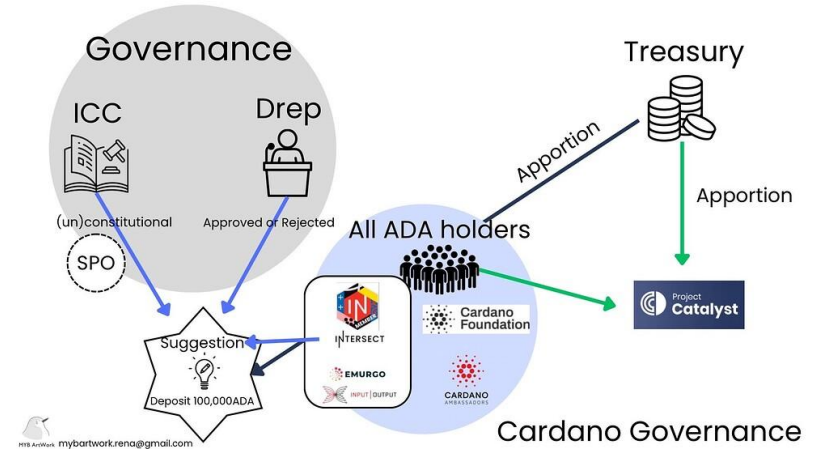 Governance
Treasury
ICC
Drep
Apportion
Apportion
(un)constitutional
Approved or Rejected
SPO
All ADA holders
IN
MEMBER
INTERSECT
Cardano
Foundation
Project
Catalyst
Suggestion
EMURGO
INPUT | OUTPUT
CARDANO
AMBASSADORS
Deposit 100,000ADA
Cardano Governance
MYB ArtWork
mybartwork.rena@gmail.com